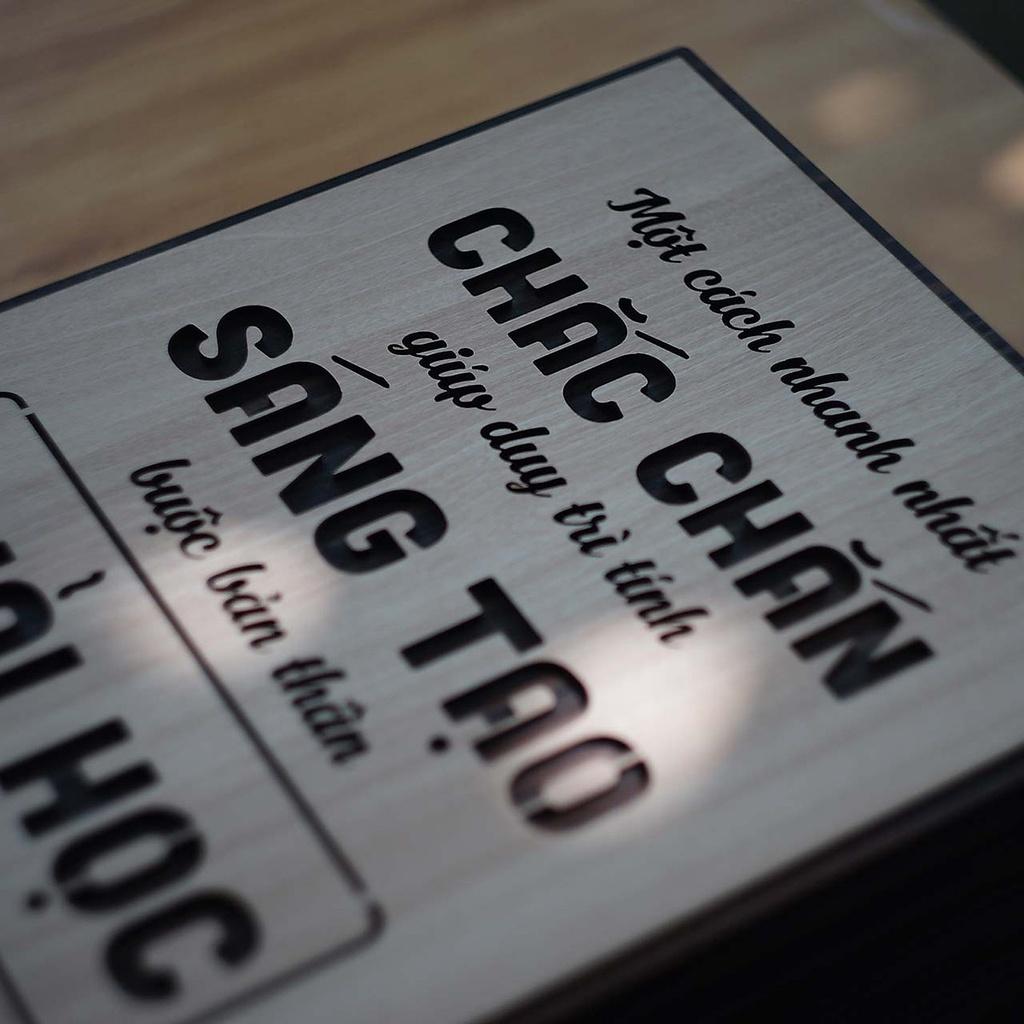 Một cách nhanh nhất
CHẮC CHẮN
giúp duy trì tính
SÁNG TẠO
buộc bản thân
HỌC